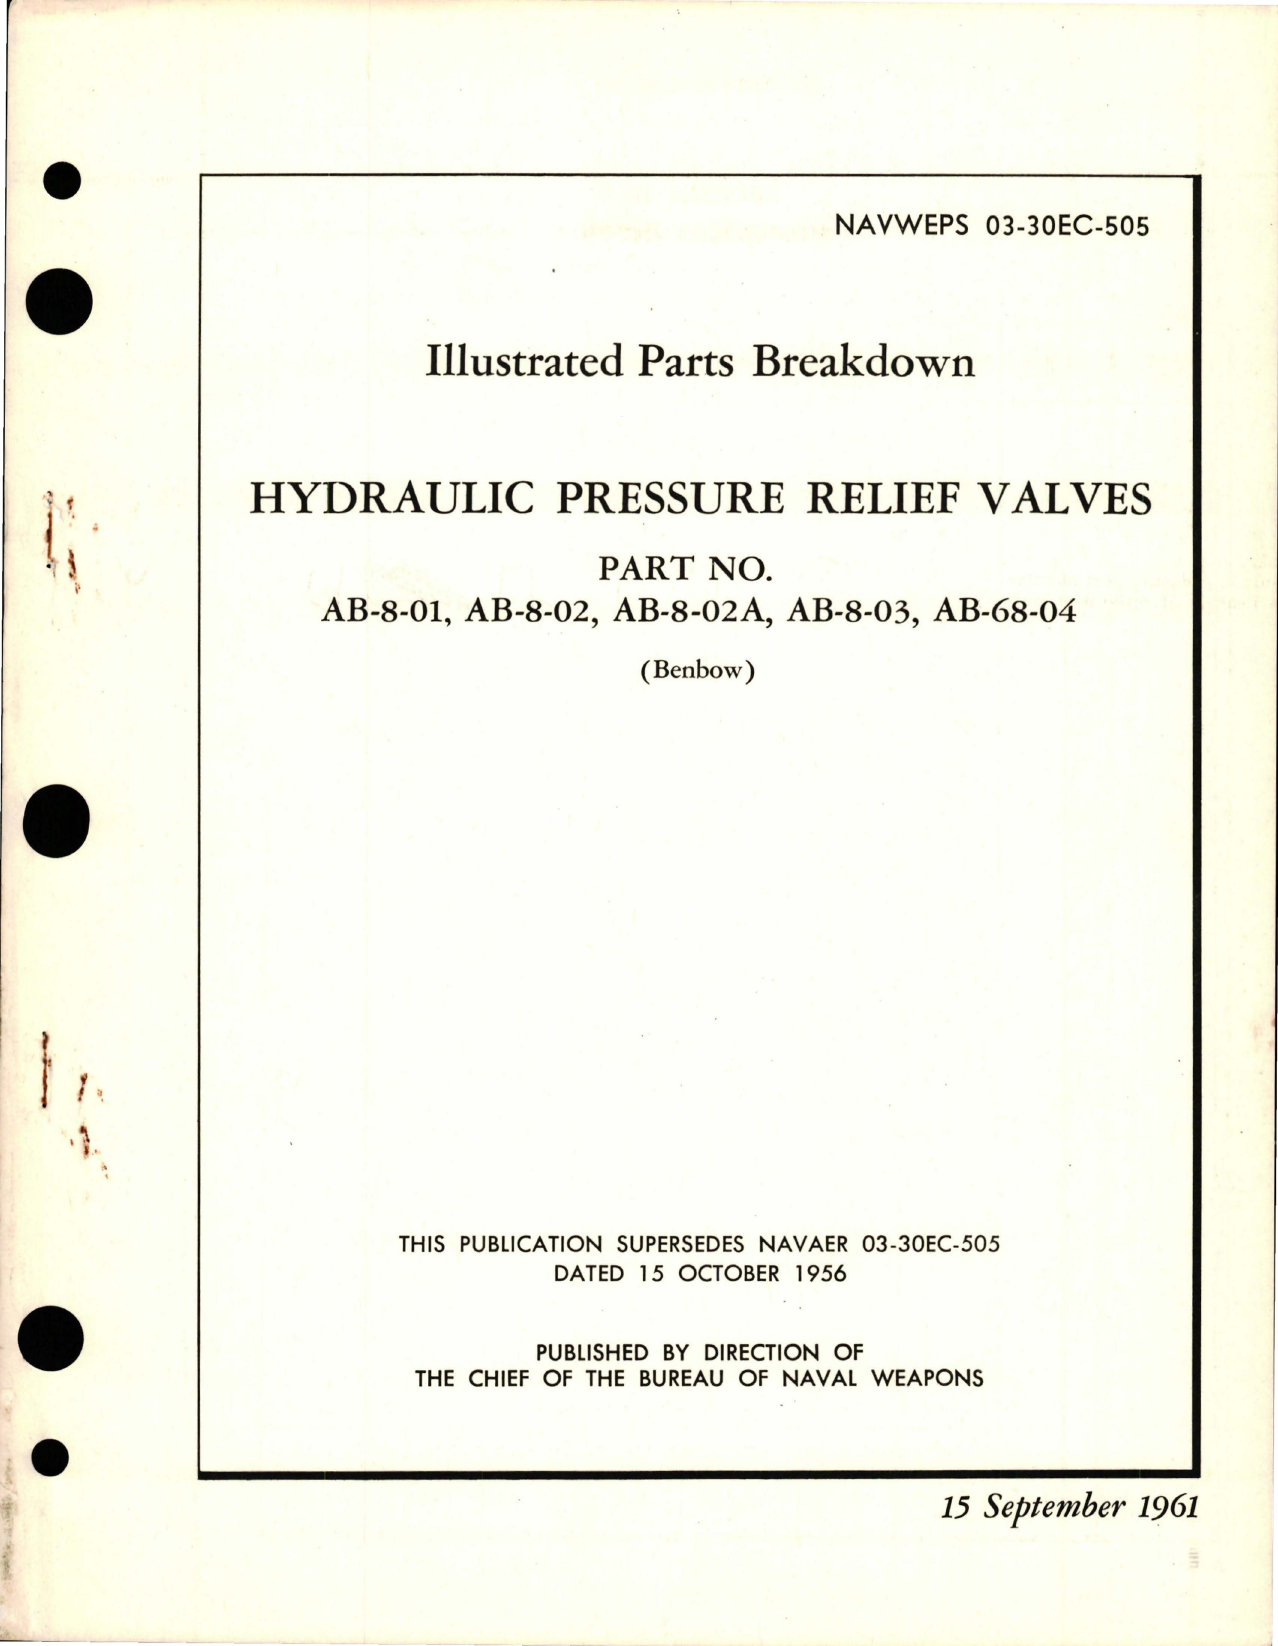 NAVWEPS 03-30EC-505
Illustrated Parts Breakdown
HYDRAULIC PRESSURE RELIEF VALVES
PART NO.
AB-8-01, AB-8-02, AB-8-02A, AB-8-03, AB-68-04
(Benbow)
THIS PUBLICATION SUPERSEDES NAVAER 03-30EC-505
DATED 15 OCTOBER 1956
PUBLISHED BY DIRECTION OF
THE CHIEF OF THE BUREAU OF NAVAL WEAPONS
15 September 1961